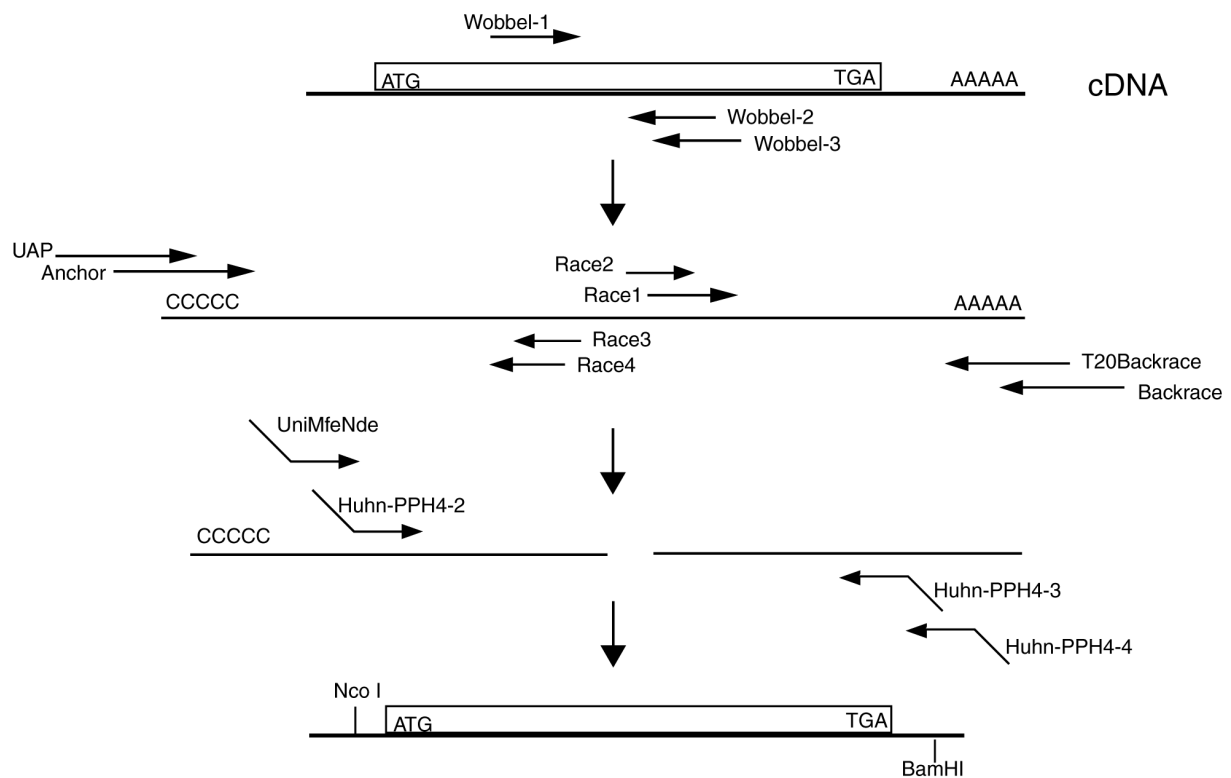 Wobbel-1
ATG
TGA
AAAAA
cDNA
Wobbel-2
Wobbel-3
UAP
Anchor
Race2
Race1
CCCCC
AAAAA
Race3
Race4
T20Backrace
Backrace
UniMfeNde
Huhn-PPH4-2
CCCCC
Huhn-PPH4-3
Huhn-PPH4-4
Nco I
ATG
TGA
BamHI